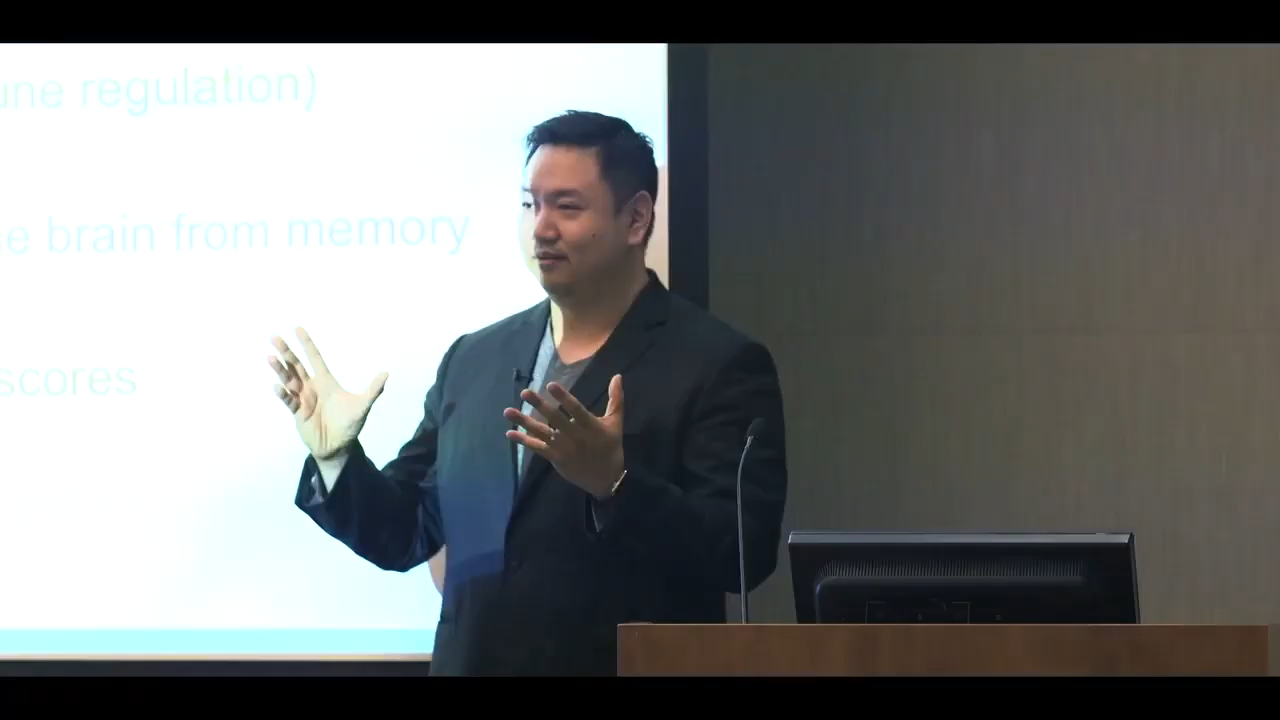 une regulation)
e brain from memory
scores